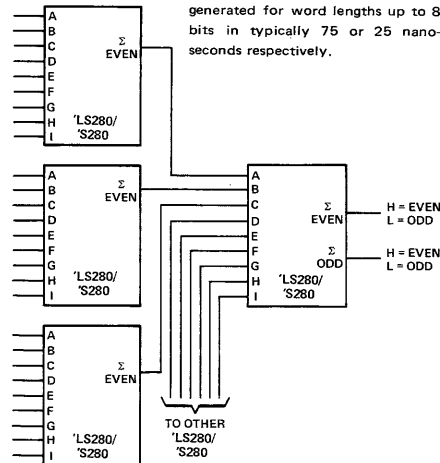 generated for word lengths up to 8
bits in typically 75 or 25 nano-
seconds respectively.
A
B
C
D
E
F
G
H
I
Σ
EVEN
'LS280/
'S280
A
B
C
D
E
F
G
H
I
Σ
EVEN
'LS280/
'S280
A
B
C
D
E
F
G
H
I
Σ
EVEN
'LS280/
'S280
A
B
C
D
E
F
G
H
I
Σ
EVEN
Σ
ODD
'LS280/
'S280
H = EVEN
L = ODD
H = EVEN
L = ODD
TO OTHER
'LS280/
'S280